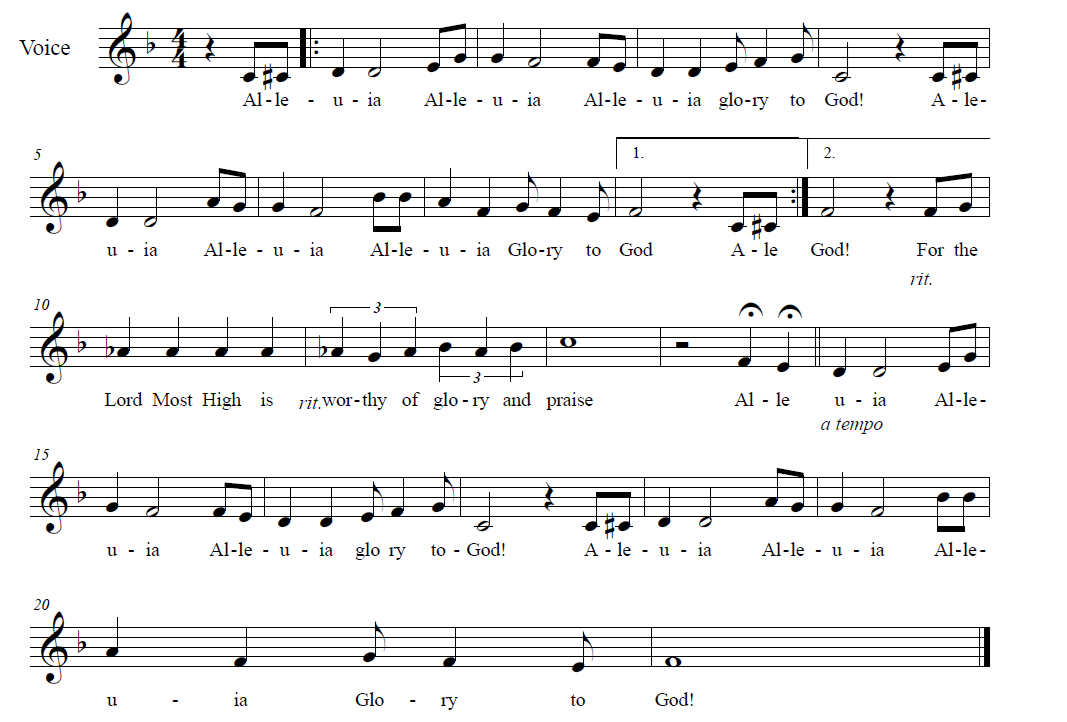 Voice
Al-le - u-ia Al-le-u-ia Al-le-u-ia glo-ry to God! A-le-
5
1. 2.
u-ia Al-le-u-ia Al-le-u-ia Glo-ry to God A-le God! For the
rit.
10
3
3
Lord Most High is rit. wor-thy of glo-ry and praise Al-le u-ia Al-le-
a tempo
15
u-ia Al-le-u-ia glo ry to-God! A-le-u-ia Al-le-u-ia Al-le-
20
u - ia Glo - ry to God!